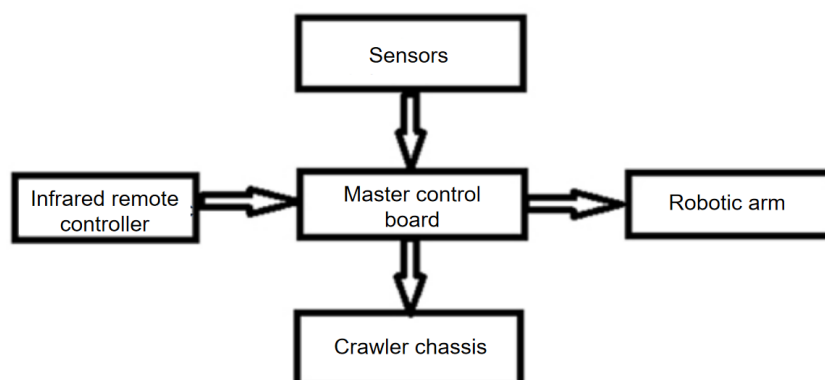 Sensors
Infrared remote
controller
Master control
board
Robotic arm
Crawler chassis